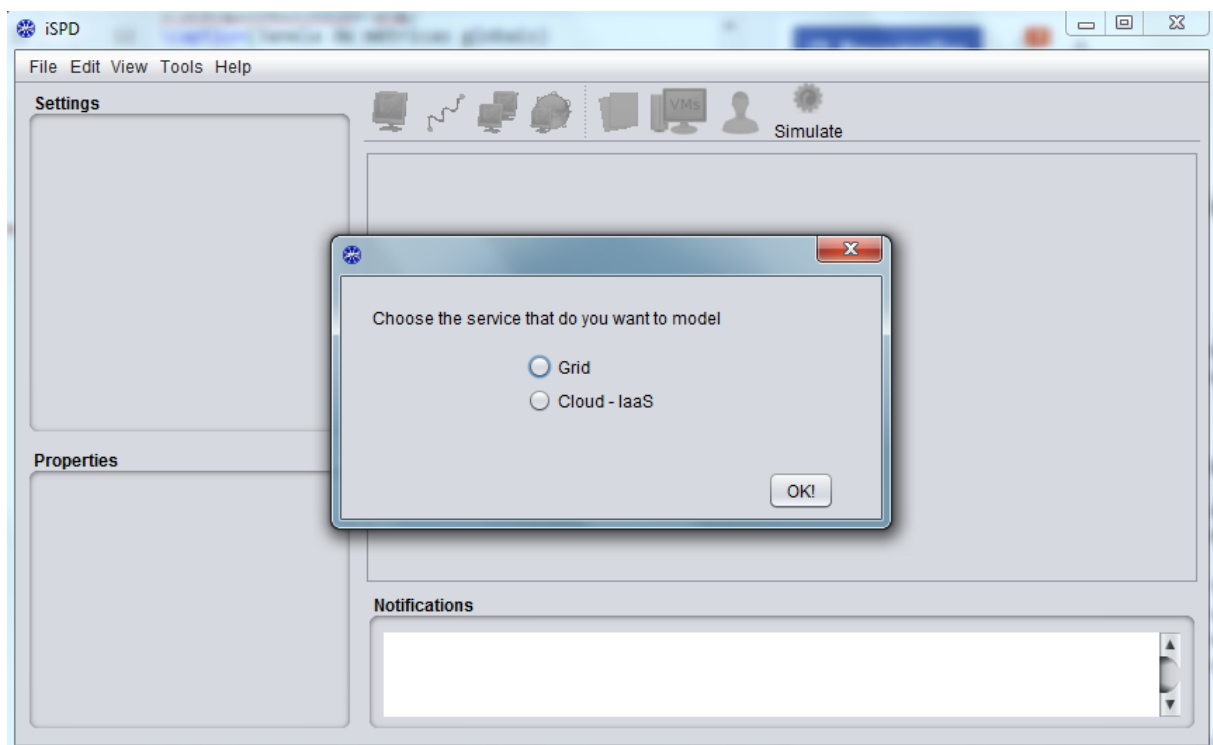 iSPD
File Edit View Tools Help
Settings
VMs
Simulate
Choose the service that do you want to model
Grid
Cloud - IaaS
OK!
Properties
Notifications